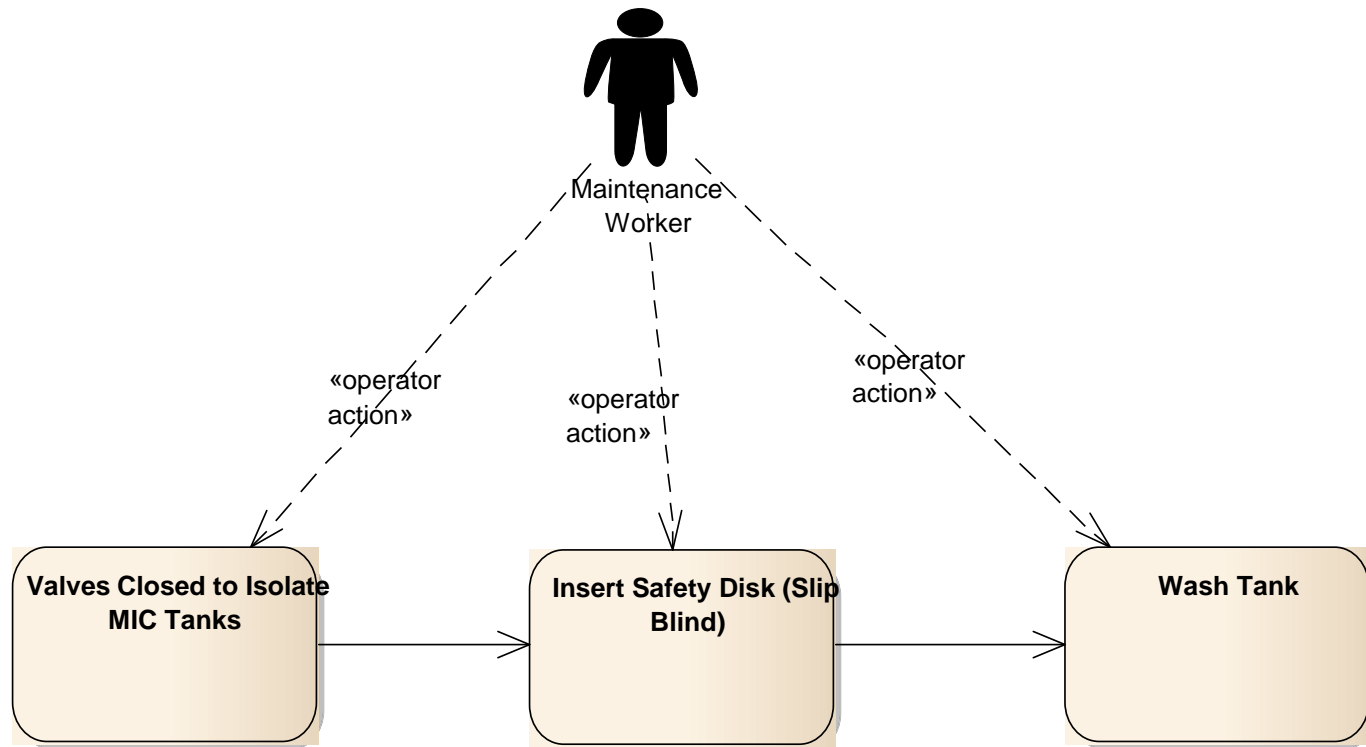 Maintenance
Worker
«operator
action»
«operator
action»
«operator
action»
Valves Closed to Isolate
MIC Tanks
Insert Safety Disk (Slip
Blind)
Wash Tank